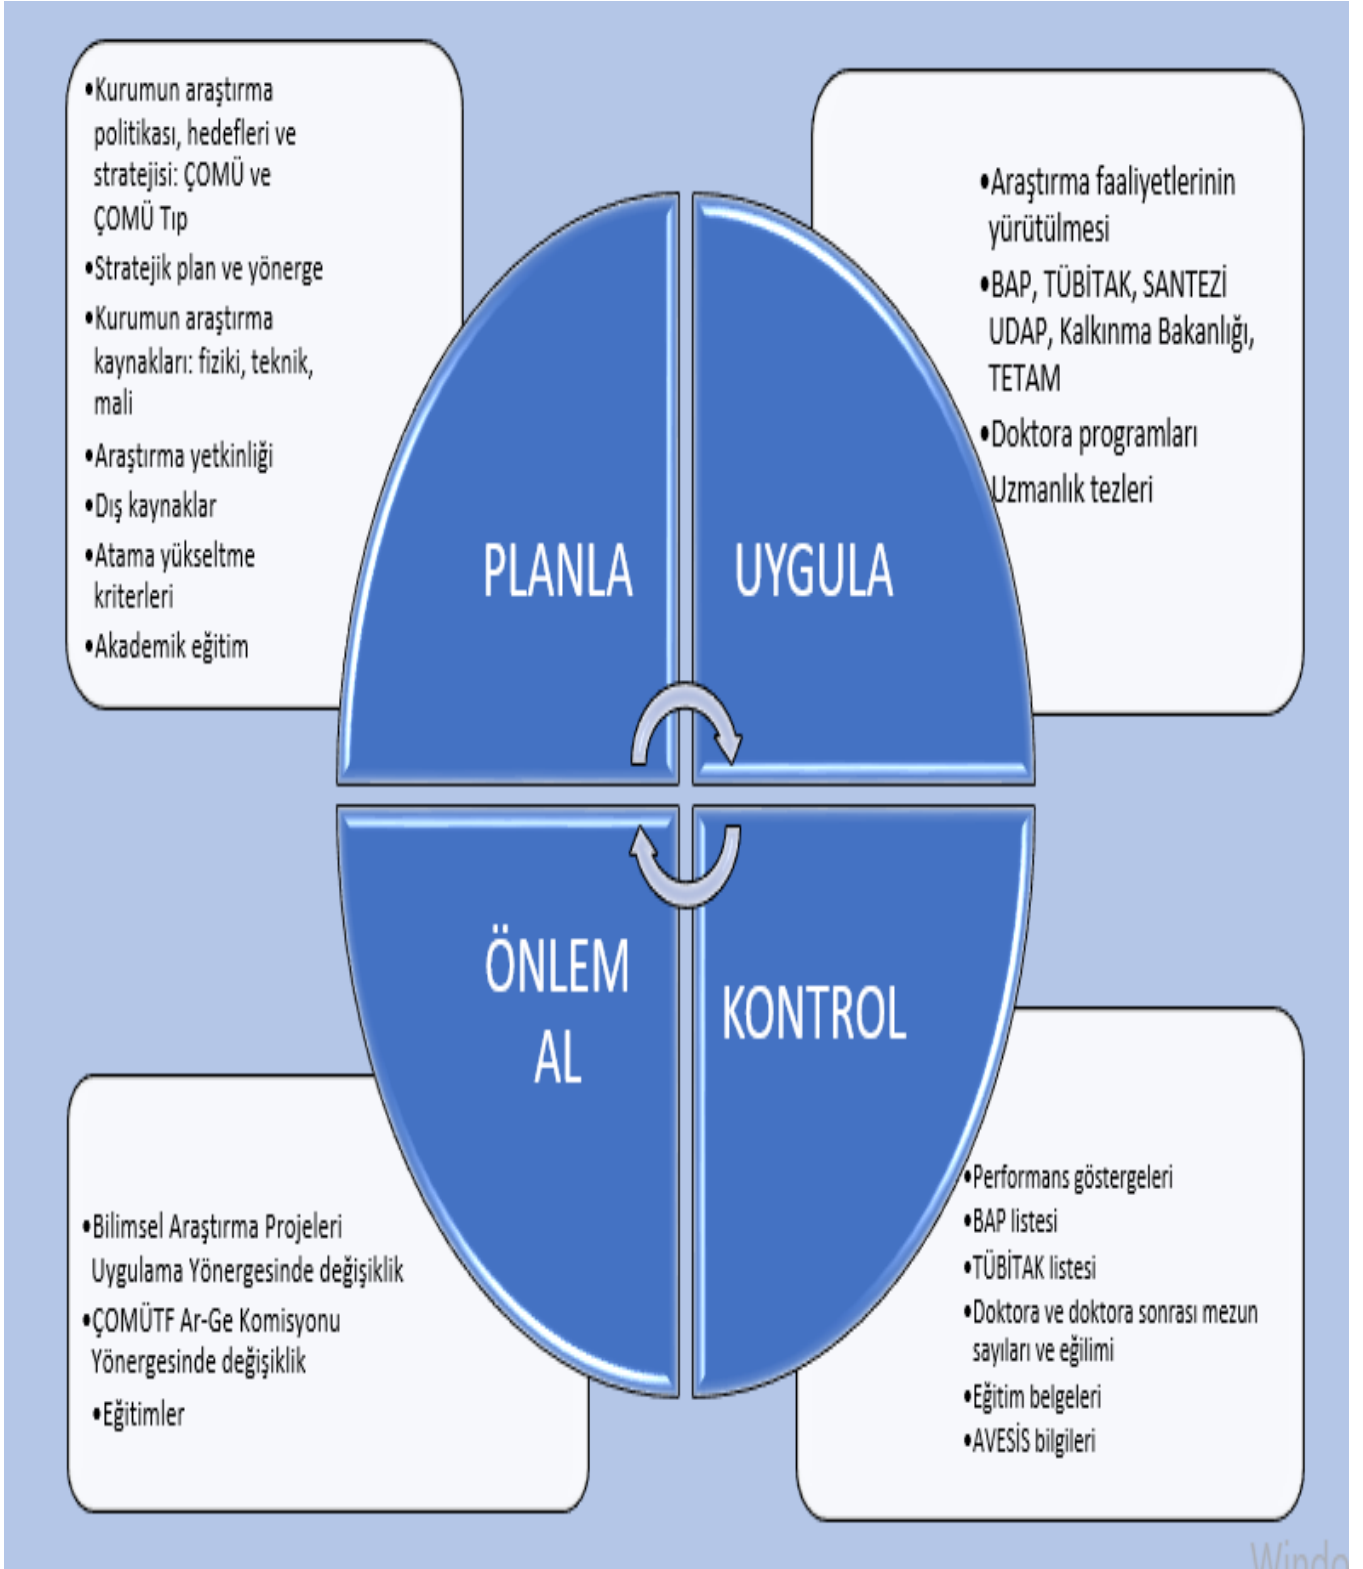 •Kurumun araştırma
politikası, hedefleri ve
stratejisi: ÇOMÜ ve
ÇOMÜ Tıp
•Stratejik plan ve yönerge
•Kurumun araştırma
kaynakları: fiziki, teknik,
mali
•Araştırma yetkinliği
•Dış kaynaklar
•Atama yükseltme
kriterleri
•Akademik eğitim
•Araştırma faaliyetlerinin
yürütülmesi
•BAP, TÜBİTAK, SANTEZİ
UDAP, Kalkınma Bakanlığı,
TETAM
•Doktora programları
Uzmanlık tezleri
PLANLA
UYGULA
ÖNLEM
AL
KONTROL
•Bilimsel Araştırma Projeleri
Uygulama Yönergesinde değişiklik
•ÇOMÜTF Ar-Ge Komisyonu
Yönergesinde değişiklik
•Eğitimler
•Performans göstergeleri
•BAP listesi
•TÜBİTAK listesi
•Doktora ve doktora sonrası mezun
sayıları ve eğilimi
•Eğitim belgeleri
•AVESİS bilgileri